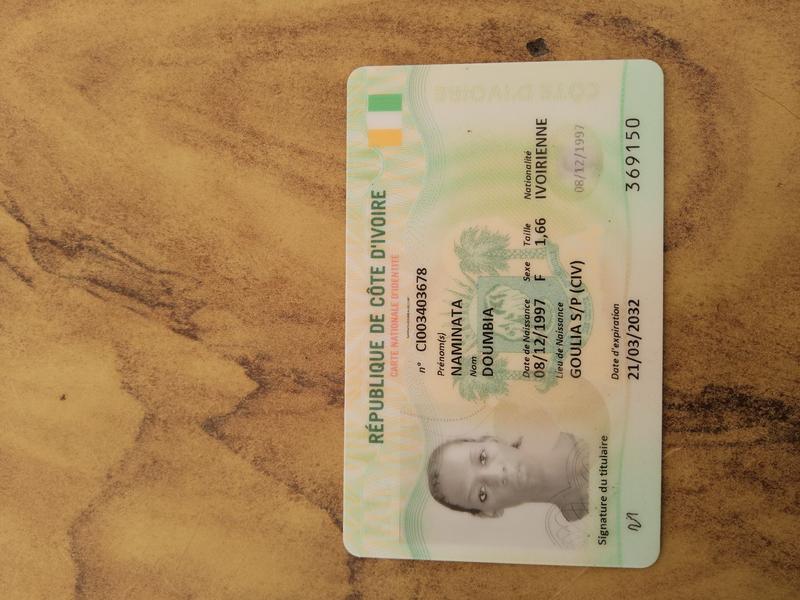 RÉPUBLIQUE DE CÔTE D'IVOIRE
CARTE NATIONALE D'IDENTITÉ
n° CI003403678
Prénom(s)
NAMINATA
Nom
DOUMBIA
Date de Naissance Sexe Taille Nationalité
08/12/1997 F 1,66 IVOIRIENNE
Lieu de Naissance
GOULIA S/P (CIV)
08/12/1997
Date d'expiration
21/03/2032
369150
Signature du titulaire
CÔTE D'IVOIRE